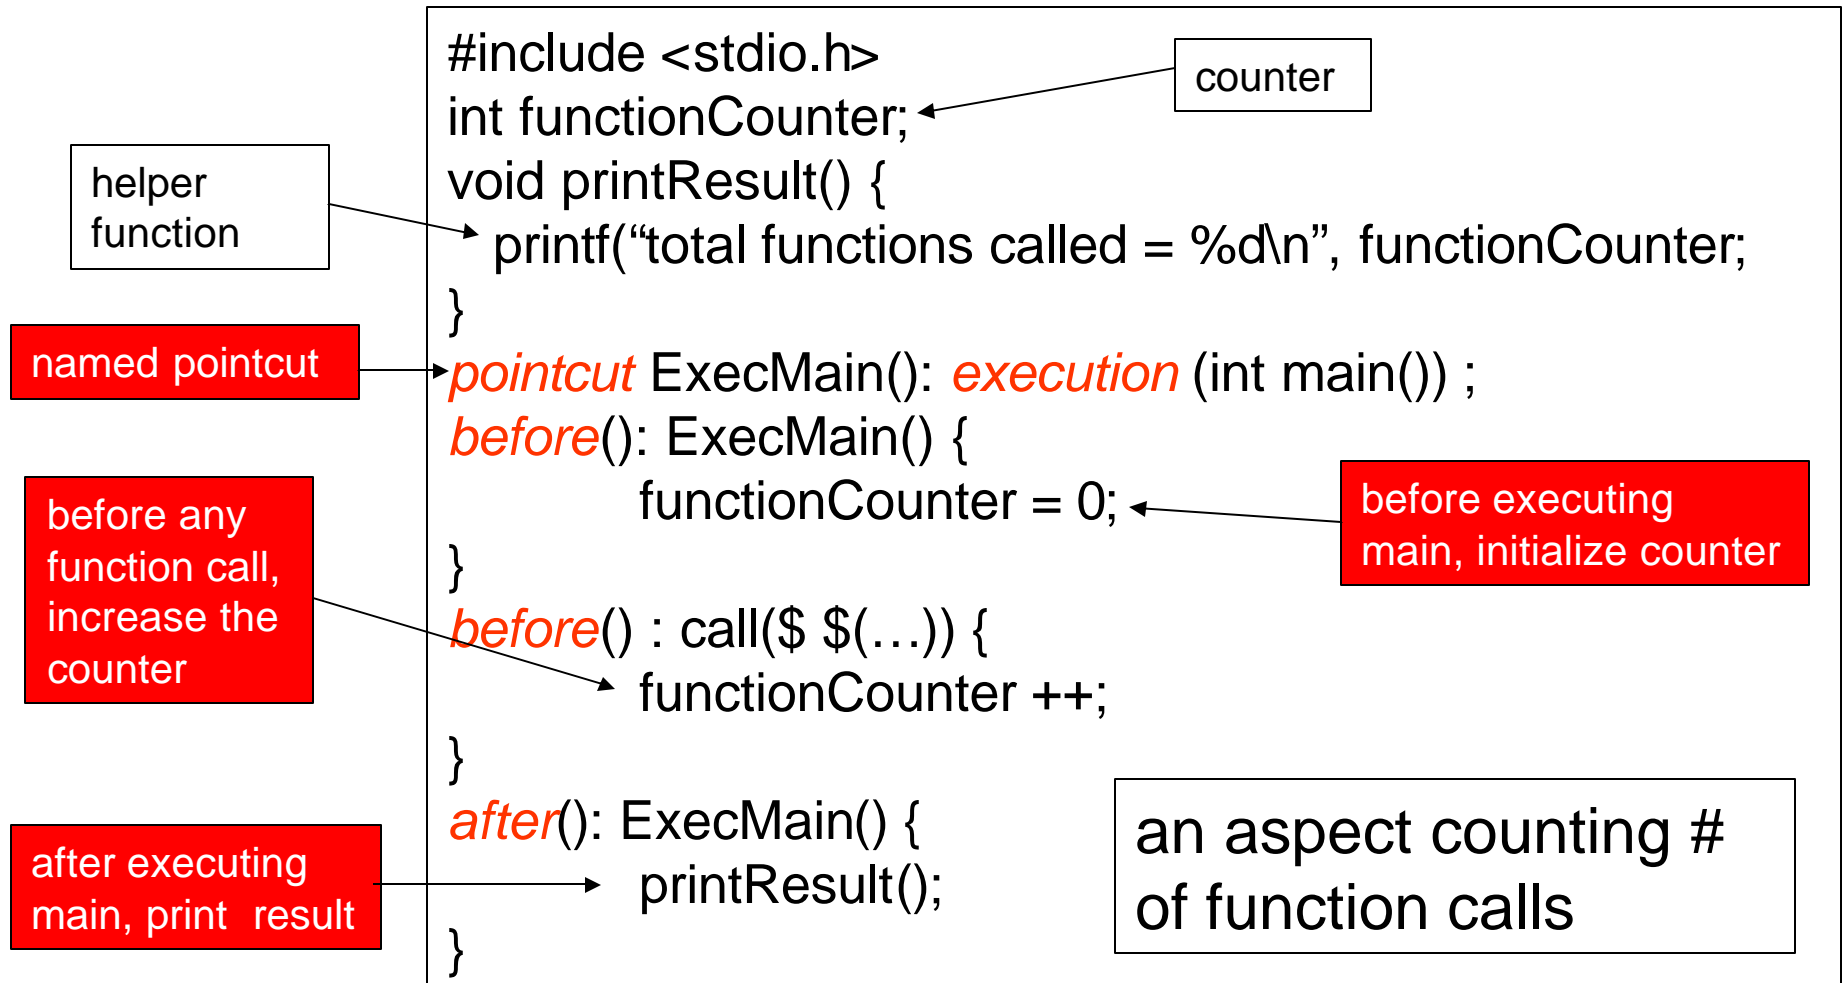 #include <stdio.h>
counter
int functionCounter;
void printResult() {
helper
function
printf(“total functions called = %d\n”, functionCounter;
}
named pointcut
pointcut ExecMain(): execution (int main()) ;
before(): ExecMain() {
functionCounter = 0;
before executing
main, initialize counter
}
before any
function call,
increase the
counter
before() : call($ $(…)) {
functionCounter ++;
}
after(): ExecMain() {
printResult();
}
after executing
main, print  result
an aspect counting #
of function calls